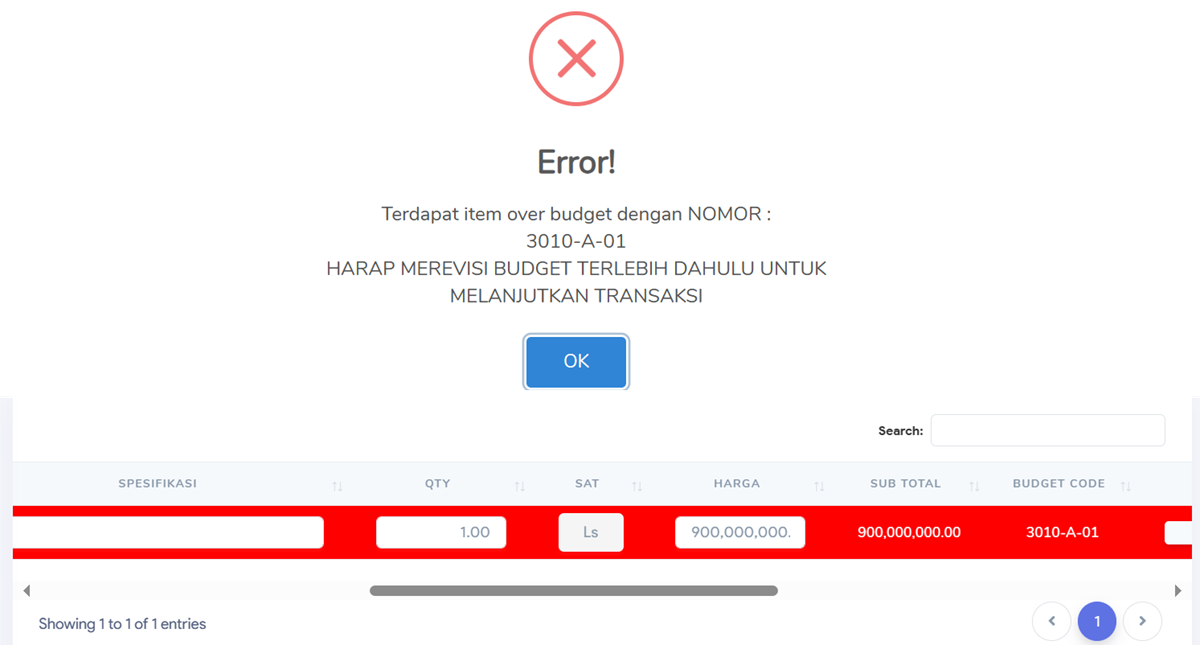 Error!
Terdapat item over budget dengan NOMOR :
3010-A-01
HARAP MEREVISI BUDGET TERLEBIH DAHULU UNTUK
MELANJUTKAN TRANSAKSI
OK
Search:
SPESIFIKASI QTY SAT HARGA SUB TOTAL BUDGET CODE
1.00 Ls 900,000,000. 900,000,000.00 3010-A-01
Showing 1 to 1 of 1 entries
1